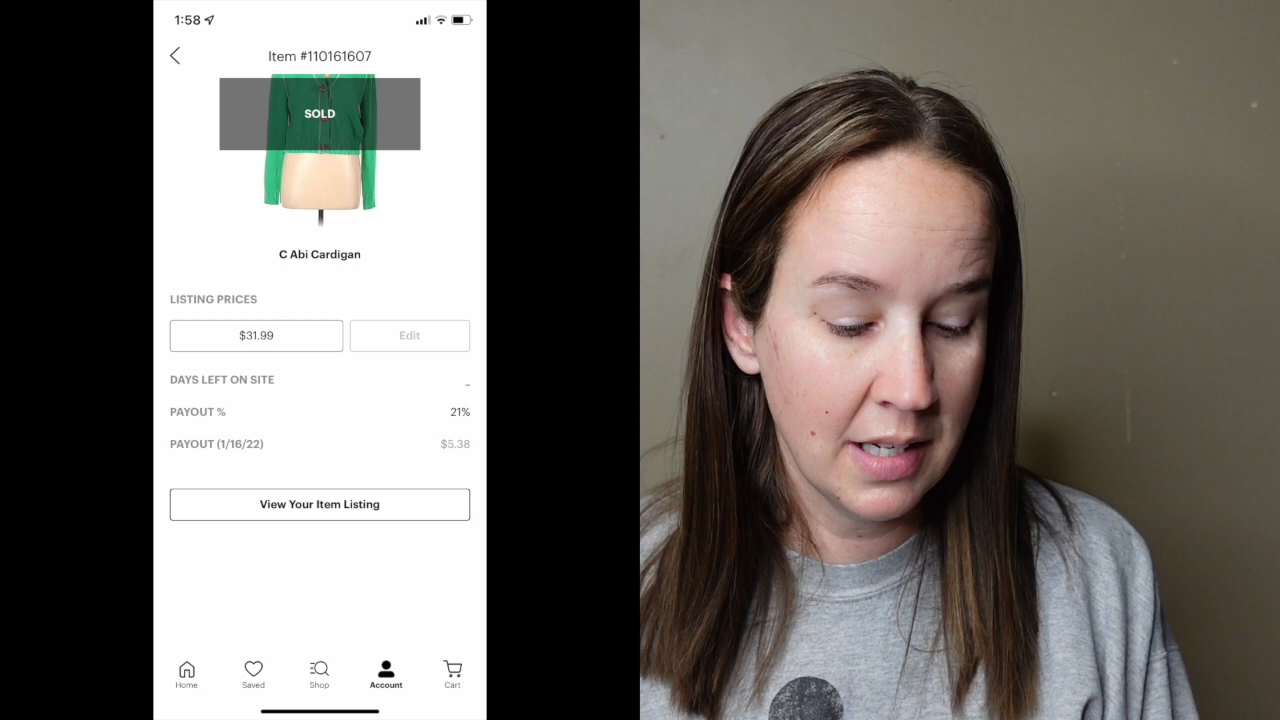 1:58
Item #110161607
SOLD
C Abi Cardigan
LISTING PRICES
$31.99 Edit
DAYS LEFT ON SITE _
PAYOUT % 21%
PAYOUT (1/16/22) $5.38
View Your Item Listing
Home Saved Shop Account Cart